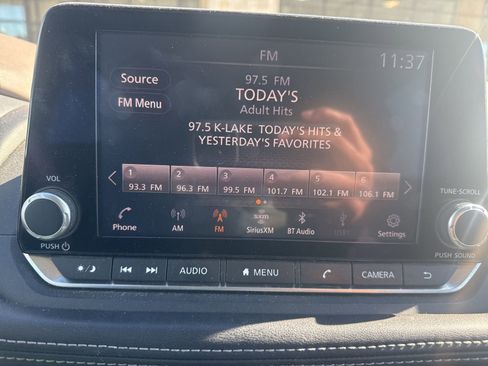 FM
11:37
Source
97.5 FM
TODAY'S
FM Menu
Adult Hits
97.5 K-LAKE TODAY'S HITS &
YESTERDAY'S FAVORITES
1 2 3 4 5 6
93.3 FM 96.3 FM 99.5 FM 101.7 FM 102.1 FM 106.1 FM
VOL
TUNE·SCROLL
sxm
Phone AM FM SiriusXM BT Audio USB1 Settings
PUSH
PUSH SOUND
AUDIO MENU CAMERA